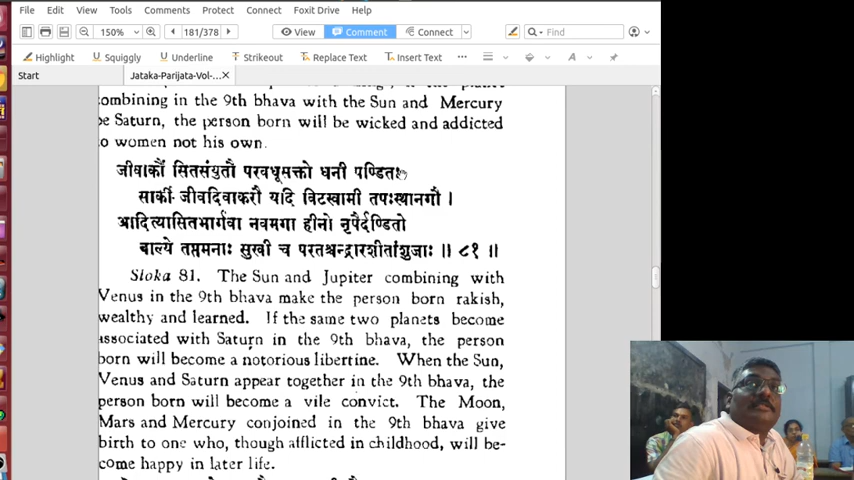 File Edit View Tools Comments Protect Connect Foxit Drive Help
150% 181/378 View Comment Connect Find
Highlight Squiggly Underline Strikeout Replace Text Insert Text
Start Jataka-Parijata-Vol-...
ombining in the 9th bhava with the Sun and Mercury
be Saturn, the person born will be wicked and addicted
o women not his own.
जीवार्कौ सितसंयुतौ परवधूसक्तो धनी पण्डितः
सार्की जीवदिवाकरौ यदि विटस्वामी तपःस्थानगौ ।
आदित्यासितभार्गवा नवमगा हीनो नृपैर्दण्डितो
बाल्ये तप्तमनाः सुखी च परतश्चन्द्रारशीतांशुजाः ॥ ८१ ॥
Sloka 81. The Sun and Jupiter combining with
Venus in the 9th bhava make the person born rakish,
wealthy and learned. If the same two planets become
associated with Saturn in the 9th bhava, the person
born will become a notorious libertine. When the Sun,
Venus and Saturn appear together in the 9th bhava, the
person born will become a vile convict. The Moon,
Mars and Mercury conjoined in the 9th bhava give
birth to one who, though afflicted in childhood, will be-
come happy in later life.